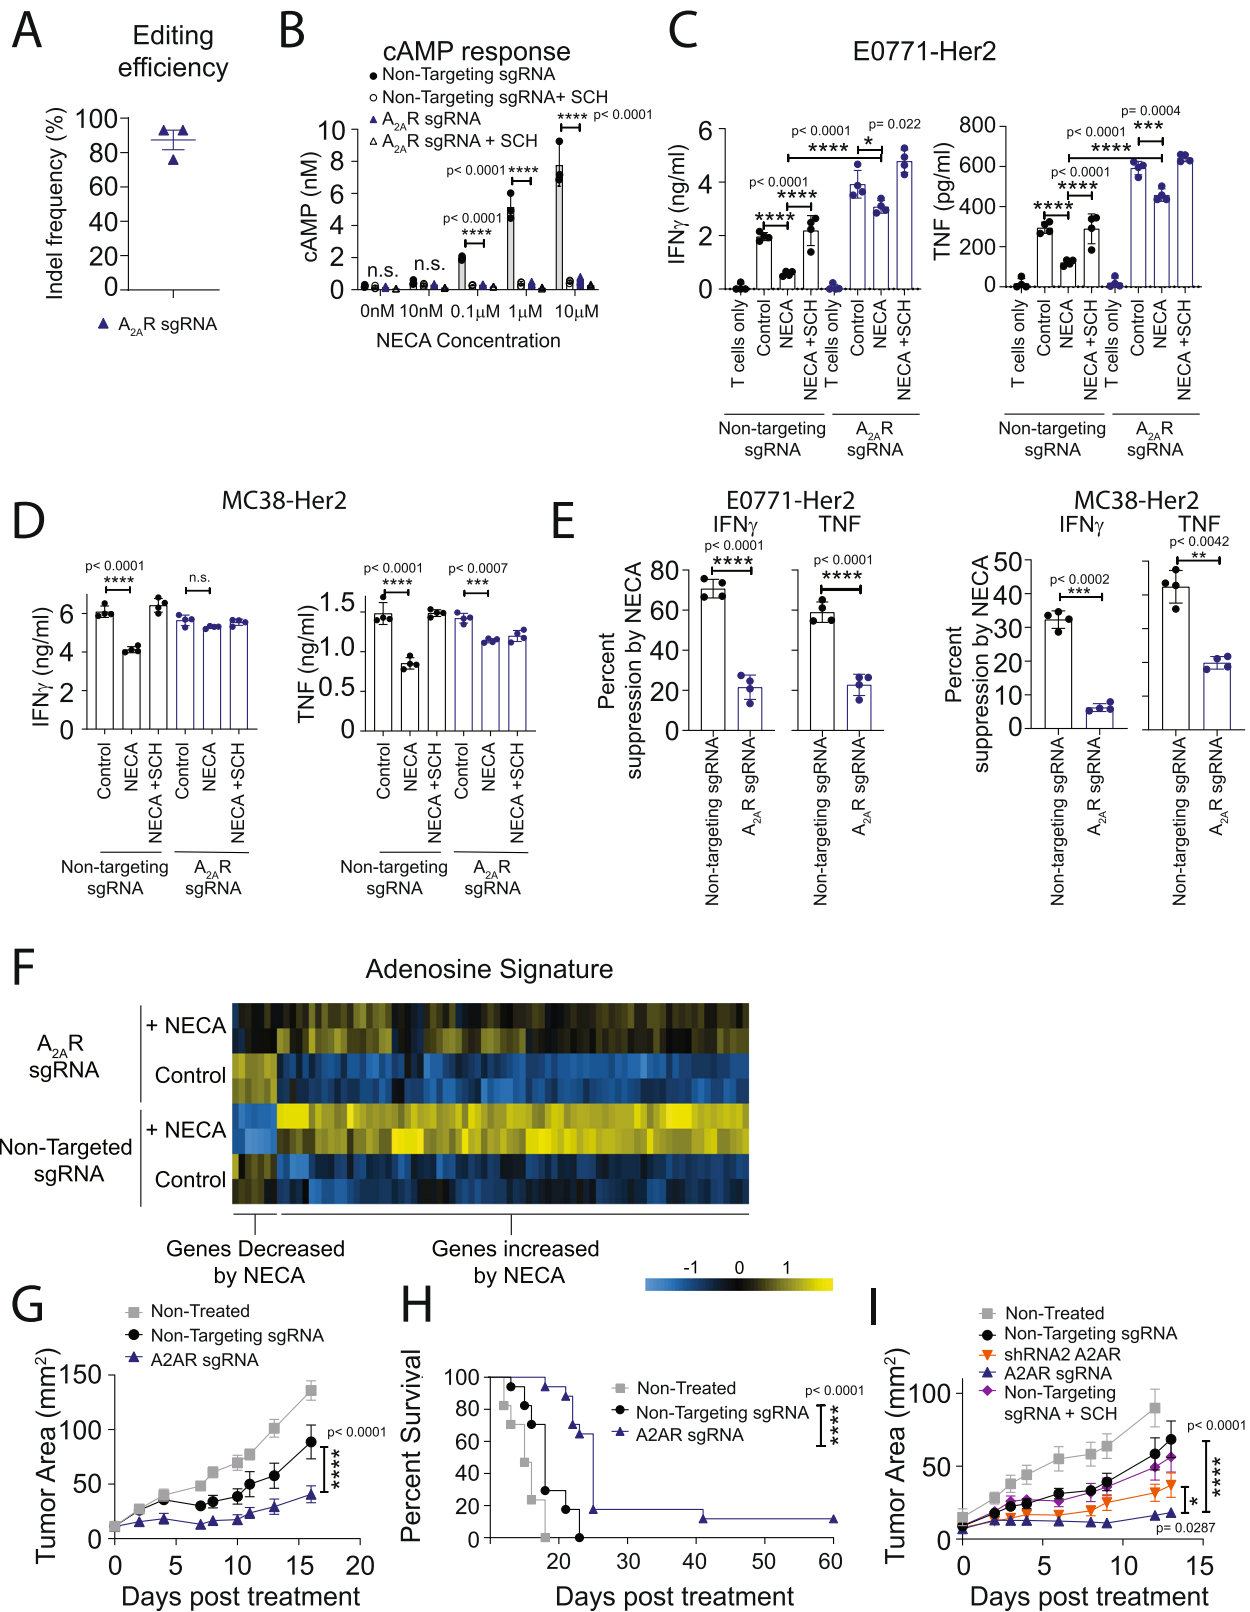 A
Editing
efficiency
Indel frequency (%)
100
80
60
40
20
0
A2AR sgRNA
B
cAMP response
Non-Targeting sgRNA
Non-Targeting sgRNA+ SCH
A2AR sgRNA
A2AR sgRNA + SCH
cAMP (nM)
10
8
6
4
2
0
n.s.
n.s.
p< 0.0001
****
p< 0.0001
****
**** p< 0.0001
0nM 10nM 0.1µM 1µM 10µM
NECA Concentration
C
E0771-Her2
IFNγ (ng/ml)
6
4
2
0
p< 0.0001
****
p< 0.0001
****
****
p= 0.022
*
T cells only
Control
NECA
NECA +SCH
T cells only
Control
NECA
NECA +SCH
Non-targeting
sgRNA
A2AR
sgRNA
TNF (pg/ml)
800
600
400
200
0
p= 0.0004
***
p< 0.0001
****
p< 0.0001
****
****
T cells only
Control
NECA
NECA +SCH
T cells only
Control
NECA
NECA +SCH
Non-targeting
sgRNA
A2AR
sgRNA
D
MC38-Her2
IFNγ (ng/ml)
6
4
2
0
p< 0.0001
****
n.s.
Control
NECA
NECA +SCH
Control
NECA
NECA +SCH
Non-targeting
sgRNA
A2AR
sgRNA
TNF (ng/ml)
1.5
1.0
0.5
0
p< 0.0001
****
p< 0.0007
***
Control
NECA
NECA +SCH
Control
NECA
NECA +SCH
Non-targeting
sgRNA
A2AR
sgRNA
E
E0771-Her2
IFNγ
TNF
Percent
suppression by NECA
80
60
40
20
0
p< 0.0001
****
p< 0.0001
****
Non-targeting sgRNA
A2AR sgRNA
Non-targeting sgRNA
A2AR sgRNA
MC38-Her2
IFNγ
TNF
Percent
suppression by NECA
50
40
30
20
10
0
p< 0.0002
***
p< 0.0042
**
Non-targeting sgRNA
A2AR sgRNA
Non-targeting sgRNA
A2AR sgRNA
F
Adenosine Signature
A2AR
sgRNA
+ NECA
Control
Non-Targeted
sgRNA
+ NECA
Control
Genes Decreased
by NECA
Genes increased
by NECA
-1 0 1
G
Non-Treated
Non-Targeting sgRNA
A2AR sgRNA
Tumor Area (mm2)
150
100
50
0
p< 0.0001
****
0 5 10 15 20
Days post treatment
H
Percent Survival
100
80
60
40
20
0
Non-Treated
Non-Targeting sgRNA
A2AR sgRNA
p< 0.0001
****
20 30 40 50 60
Days post treatment
I
Non-Treated
Non-Targeting sgRNA
shRNA2 A2AR
A2AR sgRNA
Non-Targeting
sgRNA + SCH
Tumor Area (mm2)
100
50
0
p< 0.0001
****
*
p= 0.0287
0 5 10 15
Days post treatment